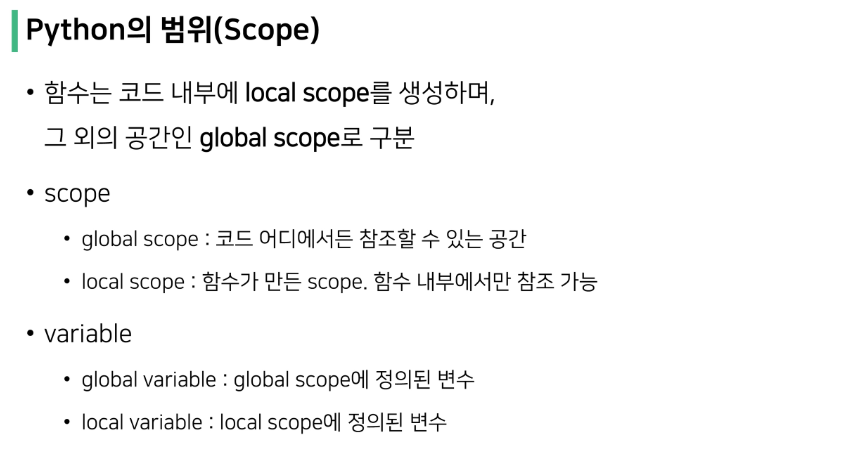 Python의 범위(Scope)
• 함수는 코드 내부에 local scope를 생성하며,
그 외의 공간인 global scope로 구분
• scope
• global scope : 코드 어디에서든 참조할 수 있는 공간
• local scope : 함수가 만든 scope. 함수 내부에서만 참조 가능
• variable
• global variable : global scope에 정의된 변수
• local variable : local scope에 정의된 변수